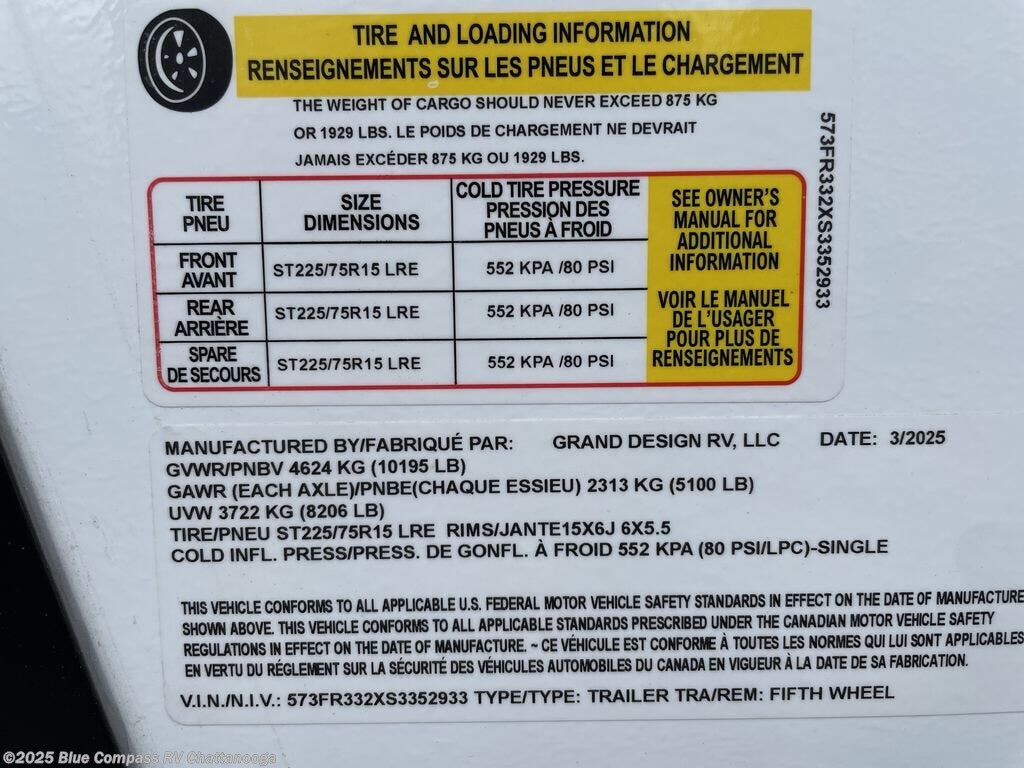 TIRE AND LOADING INFORMATION
RENSEIGNEMENTS SUR LES PNEUS ET LE CHARGEMENT
THE WEIGHT OF CARGO SHOULD NEVER EXCEED 875 KG
OR 1929 LBS. LE POIDS DE CHARGEMENT NE DEVRAIT
JAMAIS EXCÉDER 875 KG OU 1929 LBS.
TIRE
PNEU
SIZE
DIMENSIONS
COLD TIRE PRESSURE
PRESSION DES
PNEUS À FROID
FRONT
AVANT
ST225/75R15 LRE
552 KPA /80 PSI
REAR
ARRIÈRE
ST225/75R15 LRE
552 KPA /80 PSI
SPARE
DE SECOURS
ST225/75R15 LRE
552 KPA /80 PSI
SEE OWNER'S
MANUAL FOR
ADDITIONAL
INFORMATION
VOIR LE MANUEL
DE L'USAGER
POUR PLUS DE
RENSEIGNEMENTS
573FR332XS3352933
MANUFACTURED BY/FABRIQUÉ PAR: GRAND DESIGN RV, LLC DATE: 3/2025
GVWR/PNBV 4624 KG (10195 LB)
GAWR (EACH AXLE)/PNBE(CHAQUE ESSIEU) 2313 KG (5100 LB)
UVW 3722 KG (8206 LB)
TIRE/PNEU ST225/75R15 LRE RIMS/JANTE15X6J 6X5.5
COLD INFL. PRESS/PRESS. DE GONFL. À FROID 552 KPA (80 PSI/LPC)-SINGLE
THIS VEHICLE CONFORMS TO ALL APPLICABLE U.S. FEDERAL MOTOR VEHICLE SAFETY STANDARDS IN EFFECT ON THE DATE OF MANUFACTURE
SHOWN ABOVE. THIS VEHICLE CONFORMS TO ALL APPLICABLE STANDARDS PRESCRIBED UNDER THE CANADIAN MOTOR VEHICLE SAFETY
REGULATIONS IN EFFECT ON THE DATE OF MANUFACTURE. ~ CE VÉHICULE EST CONFORME À TOUTES LES NORMES QUI LUI SONT APPLICABLES
EN VERTU DU RÉGLEMENT SUR LA SÉCURITÉ DES VÉHICULES AUTOMOBILES DU CANADA EN VIGUEUR À LA DATE DE SA FABRICATION.
V.I.N./N.I.V.: 573FR332XS3352933 TYPE/TYPE: TRAILER TRA/REM: FIFTH WHEEL
©2025 Blue Compass RV Chattanooga